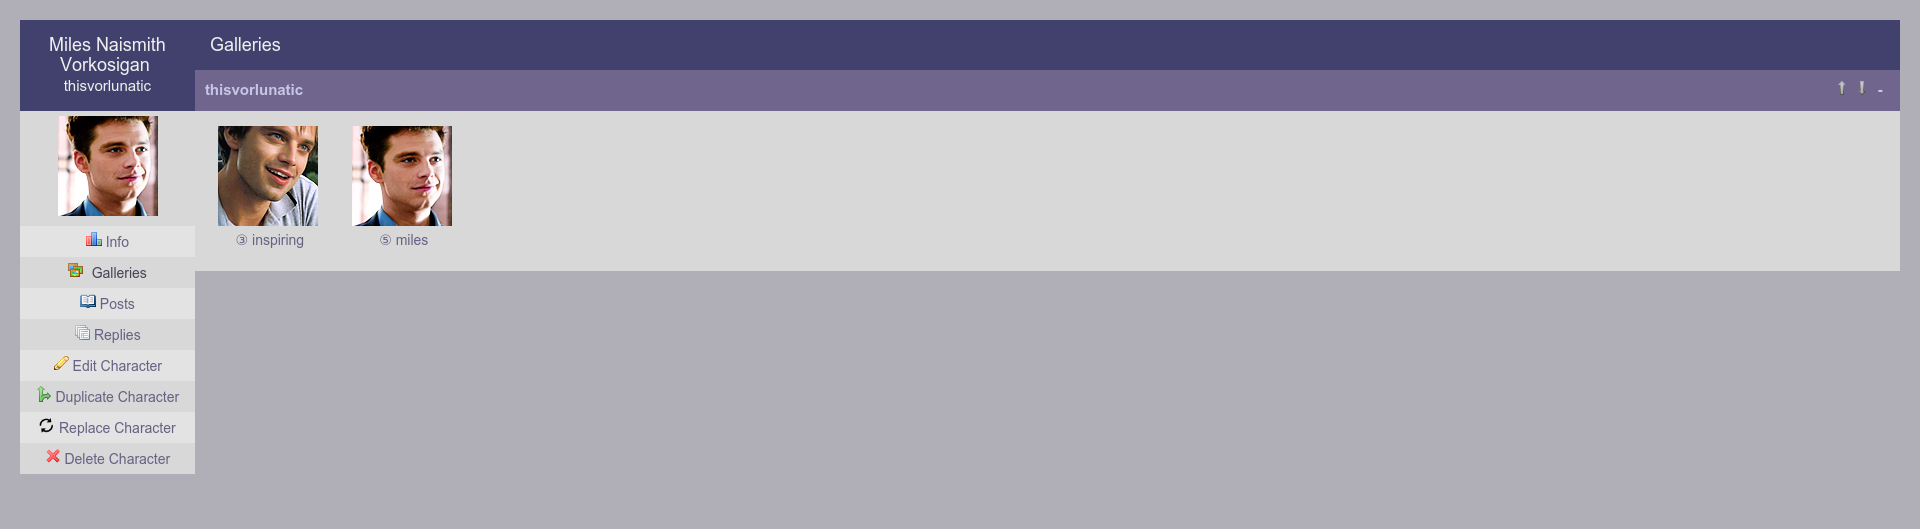 Miles Naismith
Vorkosigan
thisvorlunatic
Galleries
thisvorlunatic
-
③ inspiring
⑤ miles
Info
Galleries
Posts
Replies
Edit Character
Duplicate Character
Replace Character
Delete Character